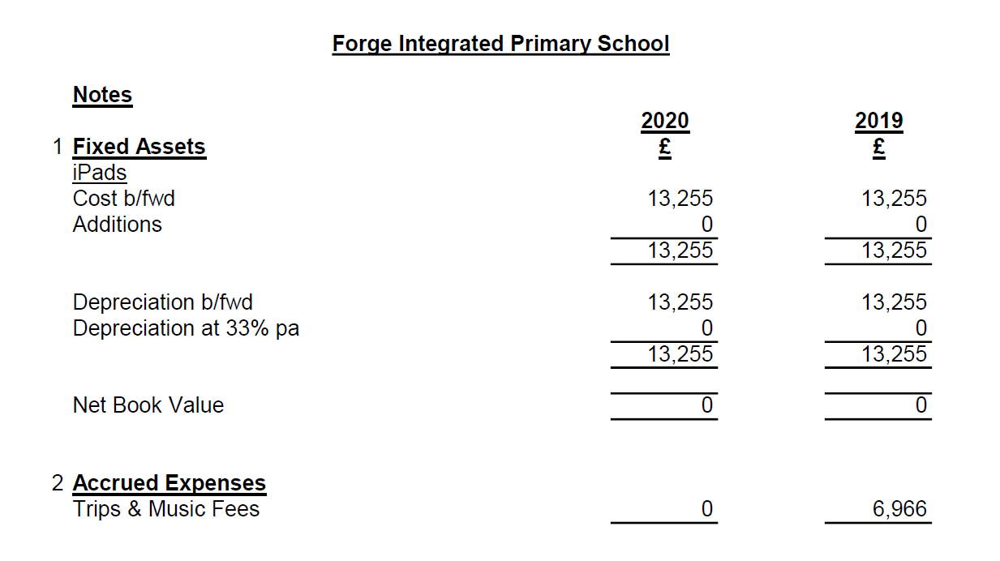 Forge Integrated Primary School
Notes
2020 2019
1 Fixed Assets £ £
iPads
Cost b/fwd 13,255 13,255
Additions 0 0
13,255 13,255
Depreciation b/fwd 13,255 13,255
Depreciation at 33% pa 0 0
13,255 13,255
Net Book Value 0 0
2 Accrued Expenses
Trips & Music Fees 0 6,966